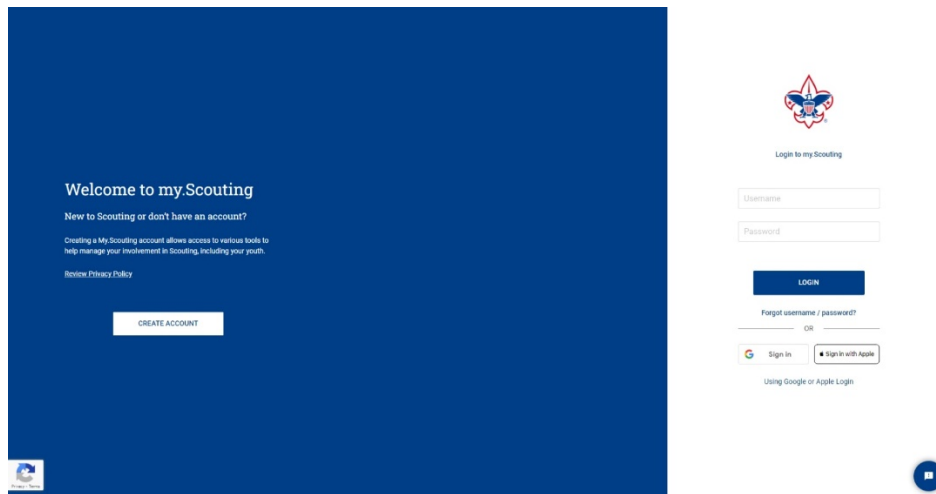 Welcome to my.Scouting
New to Scouting or don't have an account?
Creating a My.Scouting account allows access to various tools to
help manage your involvement in Scouting, including your youth.
Review Privacy Policy
CREATE ACCOUNT
Privacy - Terms
Login to my.Scouting
Username
Password
LOGIN
Forgot username / password?
OR
Sign in
Sign in with Apple
Using Google or Apple Login